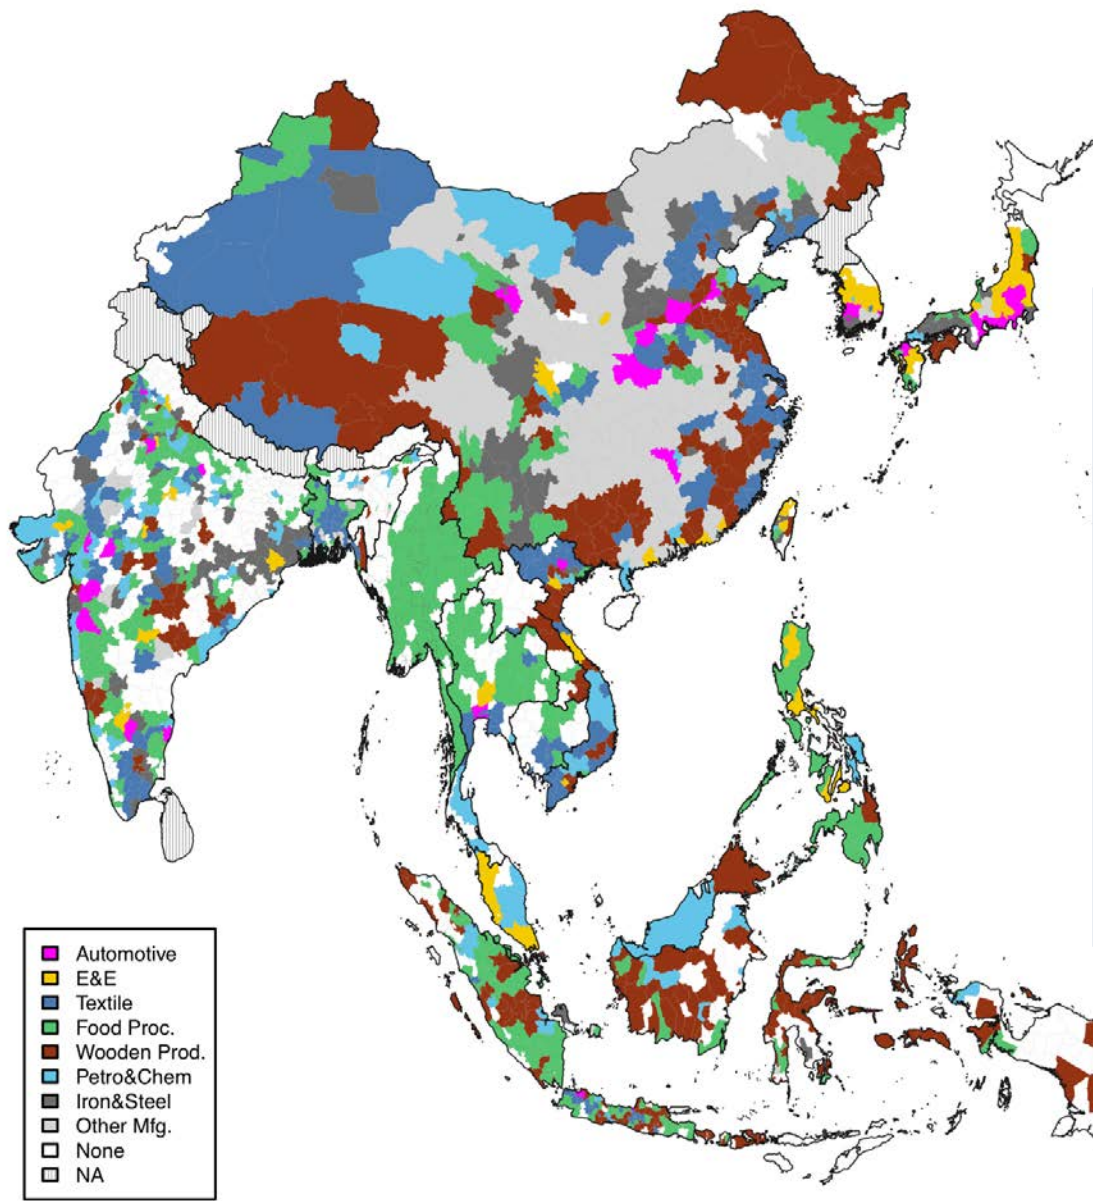 Automotive
E&E
Textile
Food Proc.
Wooden Prod.
Petro&Chem
Iron&Steel
Other Mfg.
None
NA